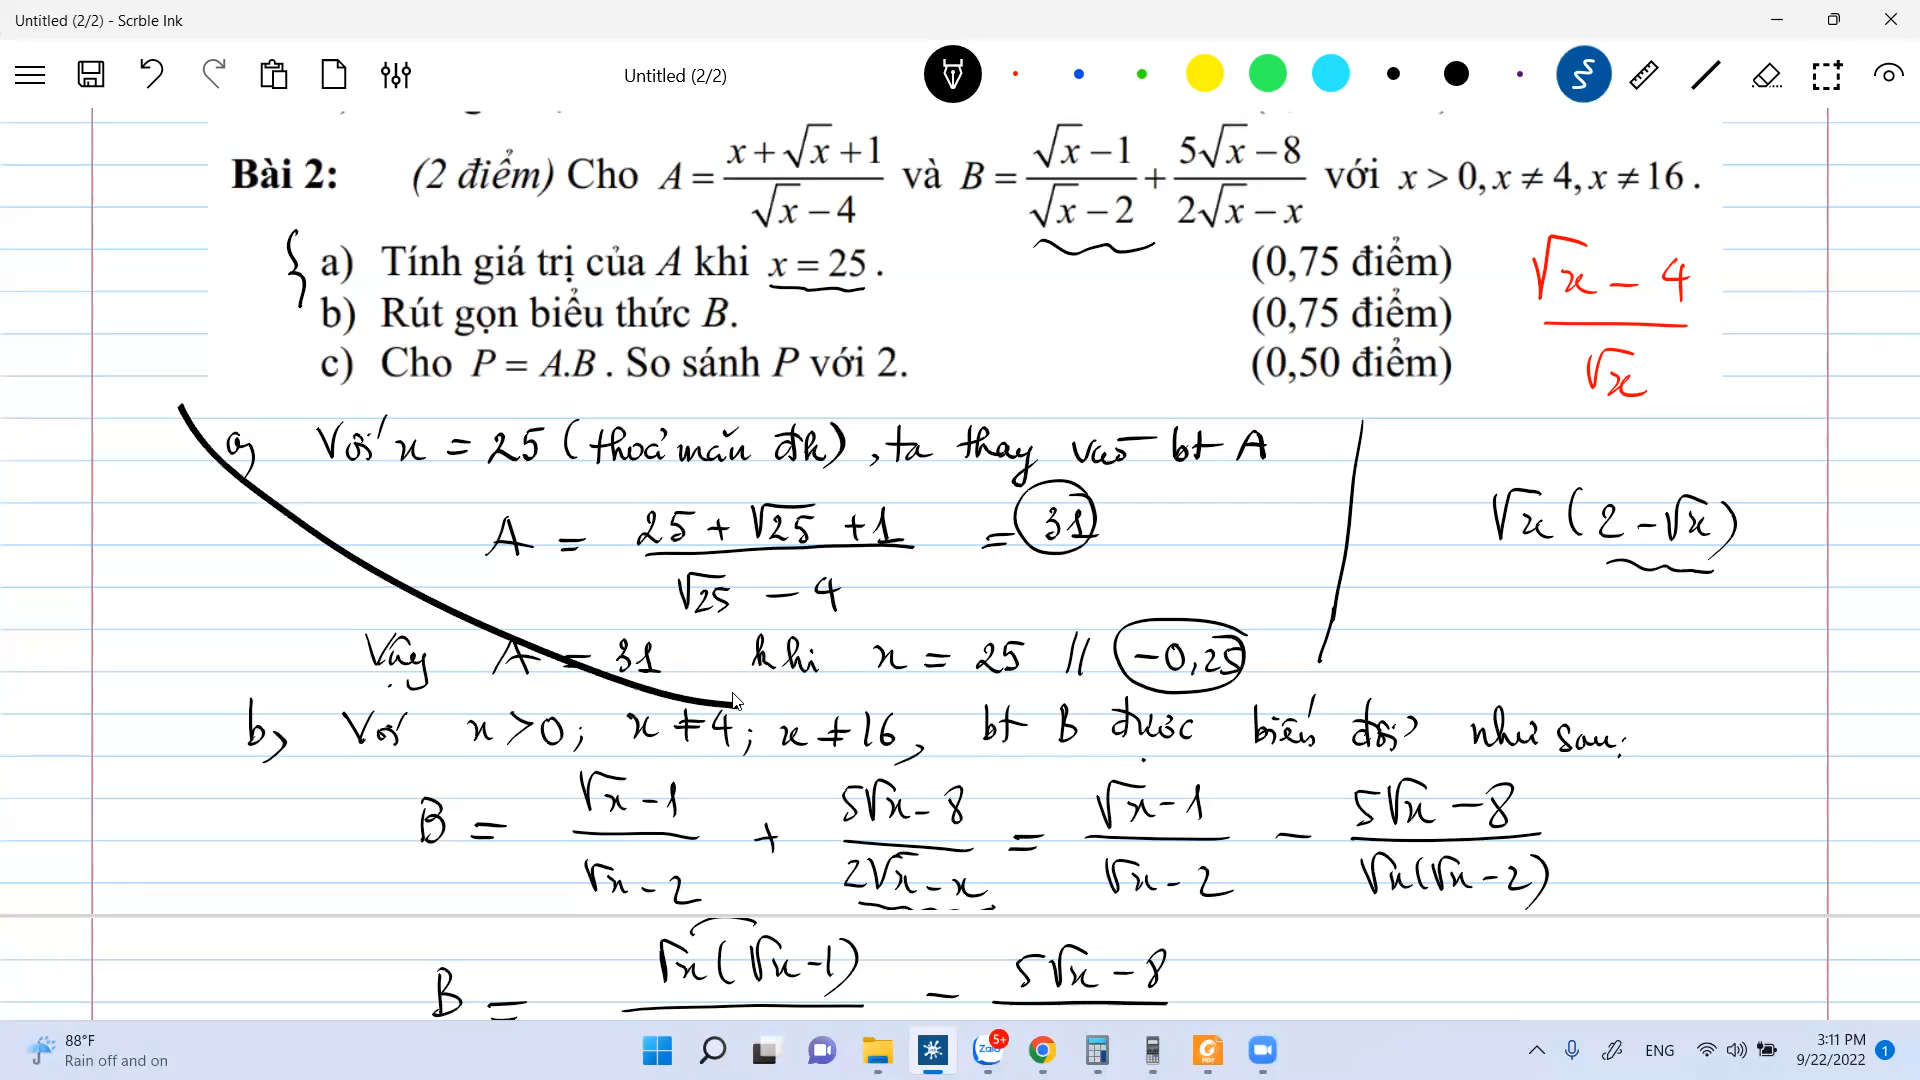 Untitled (2/2) - Scrble Ink
Untitled (2/2)
Bài 2: (2 điểm) Cho A = (x + √x + 1)/(√x − 4) và B = (√x − 1)/(√x − 2) + (5√x − 8)/(2√x − x) với x > 0, x ≠ 4, x ≠ 16.
a) Tính giá trị của A khi x = 25. (0,75 điểm)
b) Rút gọn biểu thức B. (0,75 điểm)
c) Cho P = A.B. So sánh P với 2. (0,50 điểm)
(√x − 4)/√x
a) Với x = 25 (thoả mãn đk), ta thay vào bt A
A = (25 + √25 + 1)/(√25 − 4) = 31
√x(2 − √x)
Vậy A = 31 khi x = 25 // −0,25
b, Với x > 0; x ≠ 4; x ≠ 16, bt B được biến đổi như sau:
B = (√x − 1)/(√x − 2) + (5√x − 8)/(2√x − x) = (√x − 1)/(√x − 2) − (5√x − 8)/(√x(√x − 2))
B = √x(√x − 1) − 5√x − 8
88°F
Rain off and on
Zalo
5+
PDF
ENG
3:11 PM
9/22/2022
1